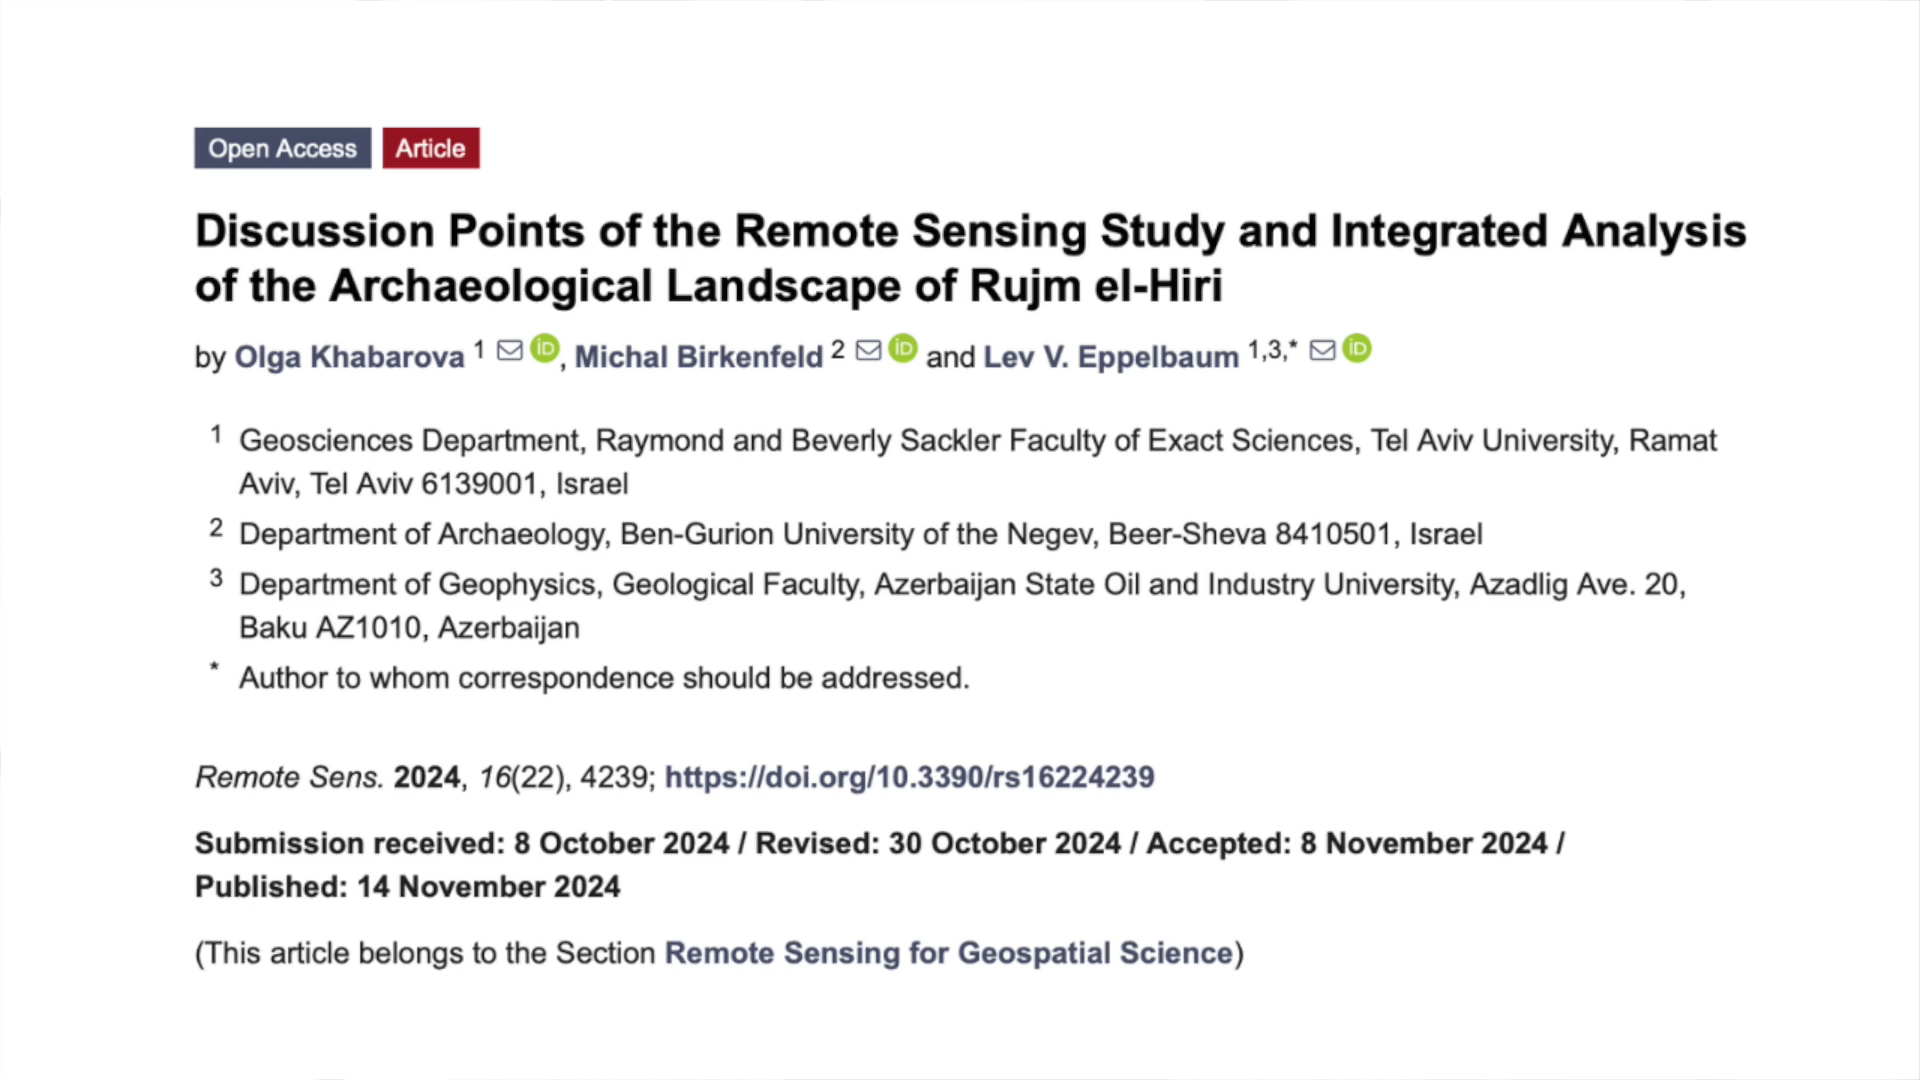 Open Access Article
Discussion Points of the Remote Sensing Study and Integrated Analysis
of the Archaeological Landscape of Rujm el-Hiri
by Olga Khabarova 1 iD, Michal Birkenfeld 2 iD and Lev V. Eppelbaum 1,3,* iD
1 Geosciences Department, Raymond and Beverly Sackler Faculty of Exact Sciences, Tel Aviv University, Ramat
Aviv, Tel Aviv 6139001, Israel
2 Department of Archaeology, Ben-Gurion University of the Negev, Beer-Sheva 8410501, Israel
3 Department of Geophysics, Geological Faculty, Azerbaijan State Oil and Industry University, Azadlig Ave. 20,
Baku AZ1010, Azerbaijan
* Author to whom correspondence should be addressed.
Remote Sens. 2024, 16(22), 4239; https://doi.org/10.3390/rs16224239
Submission received: 8 October 2024 / Revised: 30 October 2024 / Accepted: 8 November 2024 /
Published: 14 November 2024
(This article belongs to the Section Remote Sensing for Geospatial Science)